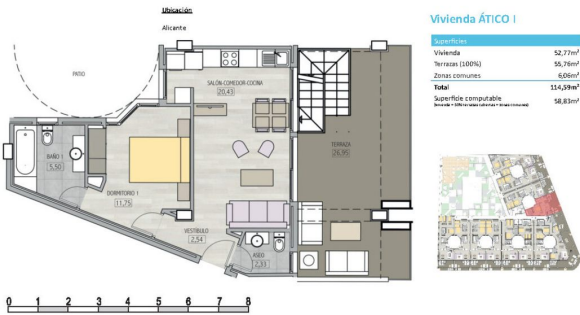 Ubicación
Alicante
PATIO
SALÓN-COMEDOR-COCINA
20,43
TERRAZA
26,95
BAÑO 1
5,50
DORMITORIO 1
11,75
VESTÍBULO
2,54
ASEO
2,33
0 1 2 3 4 5 6 7 8
Vivienda ÁTICO I
Superficies
Vivienda 52,77m²
Terrazas (100%) 55,76m²
Zonas comunes 6,06m²
Total 114,59m²
Superficie computable 58,83m²